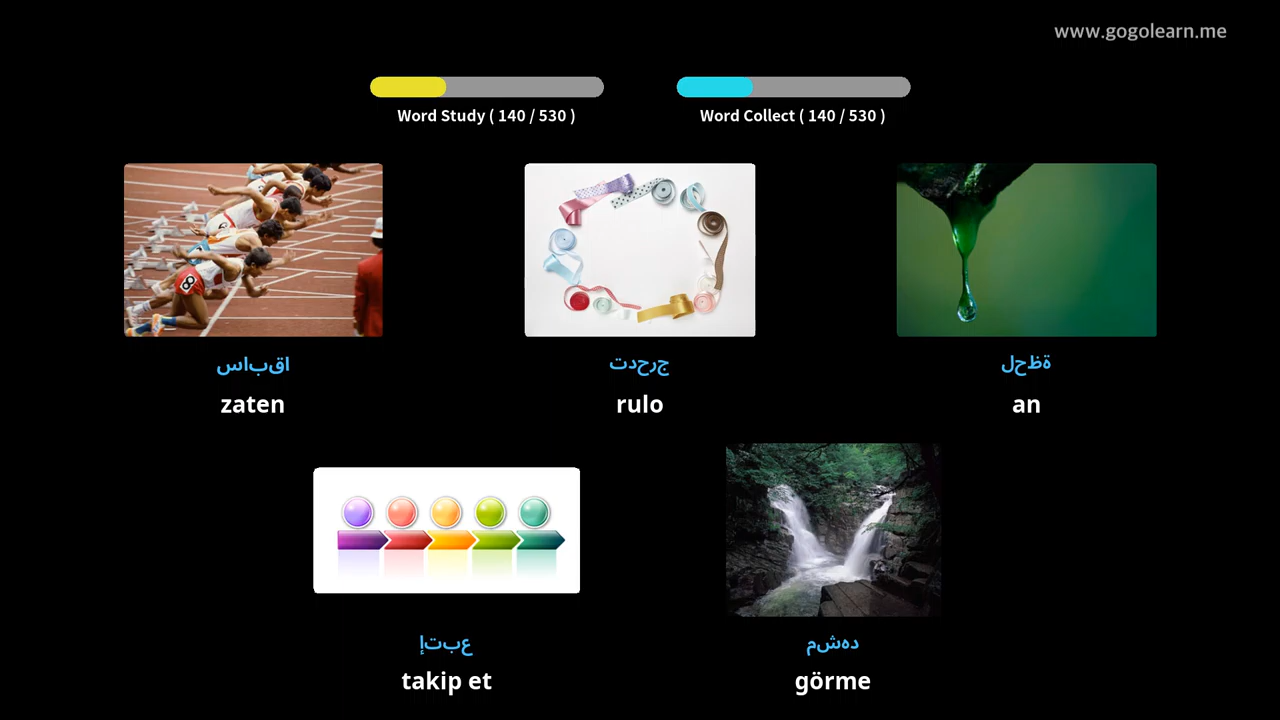 www.gogolearn.me
Word Study ( 140 / 530 )
Word Collect ( 140 / 530 )
اقباس
zaten
جرحدت
rulo
ةظحل
an
عبتإ
takip et
دهشم
görme